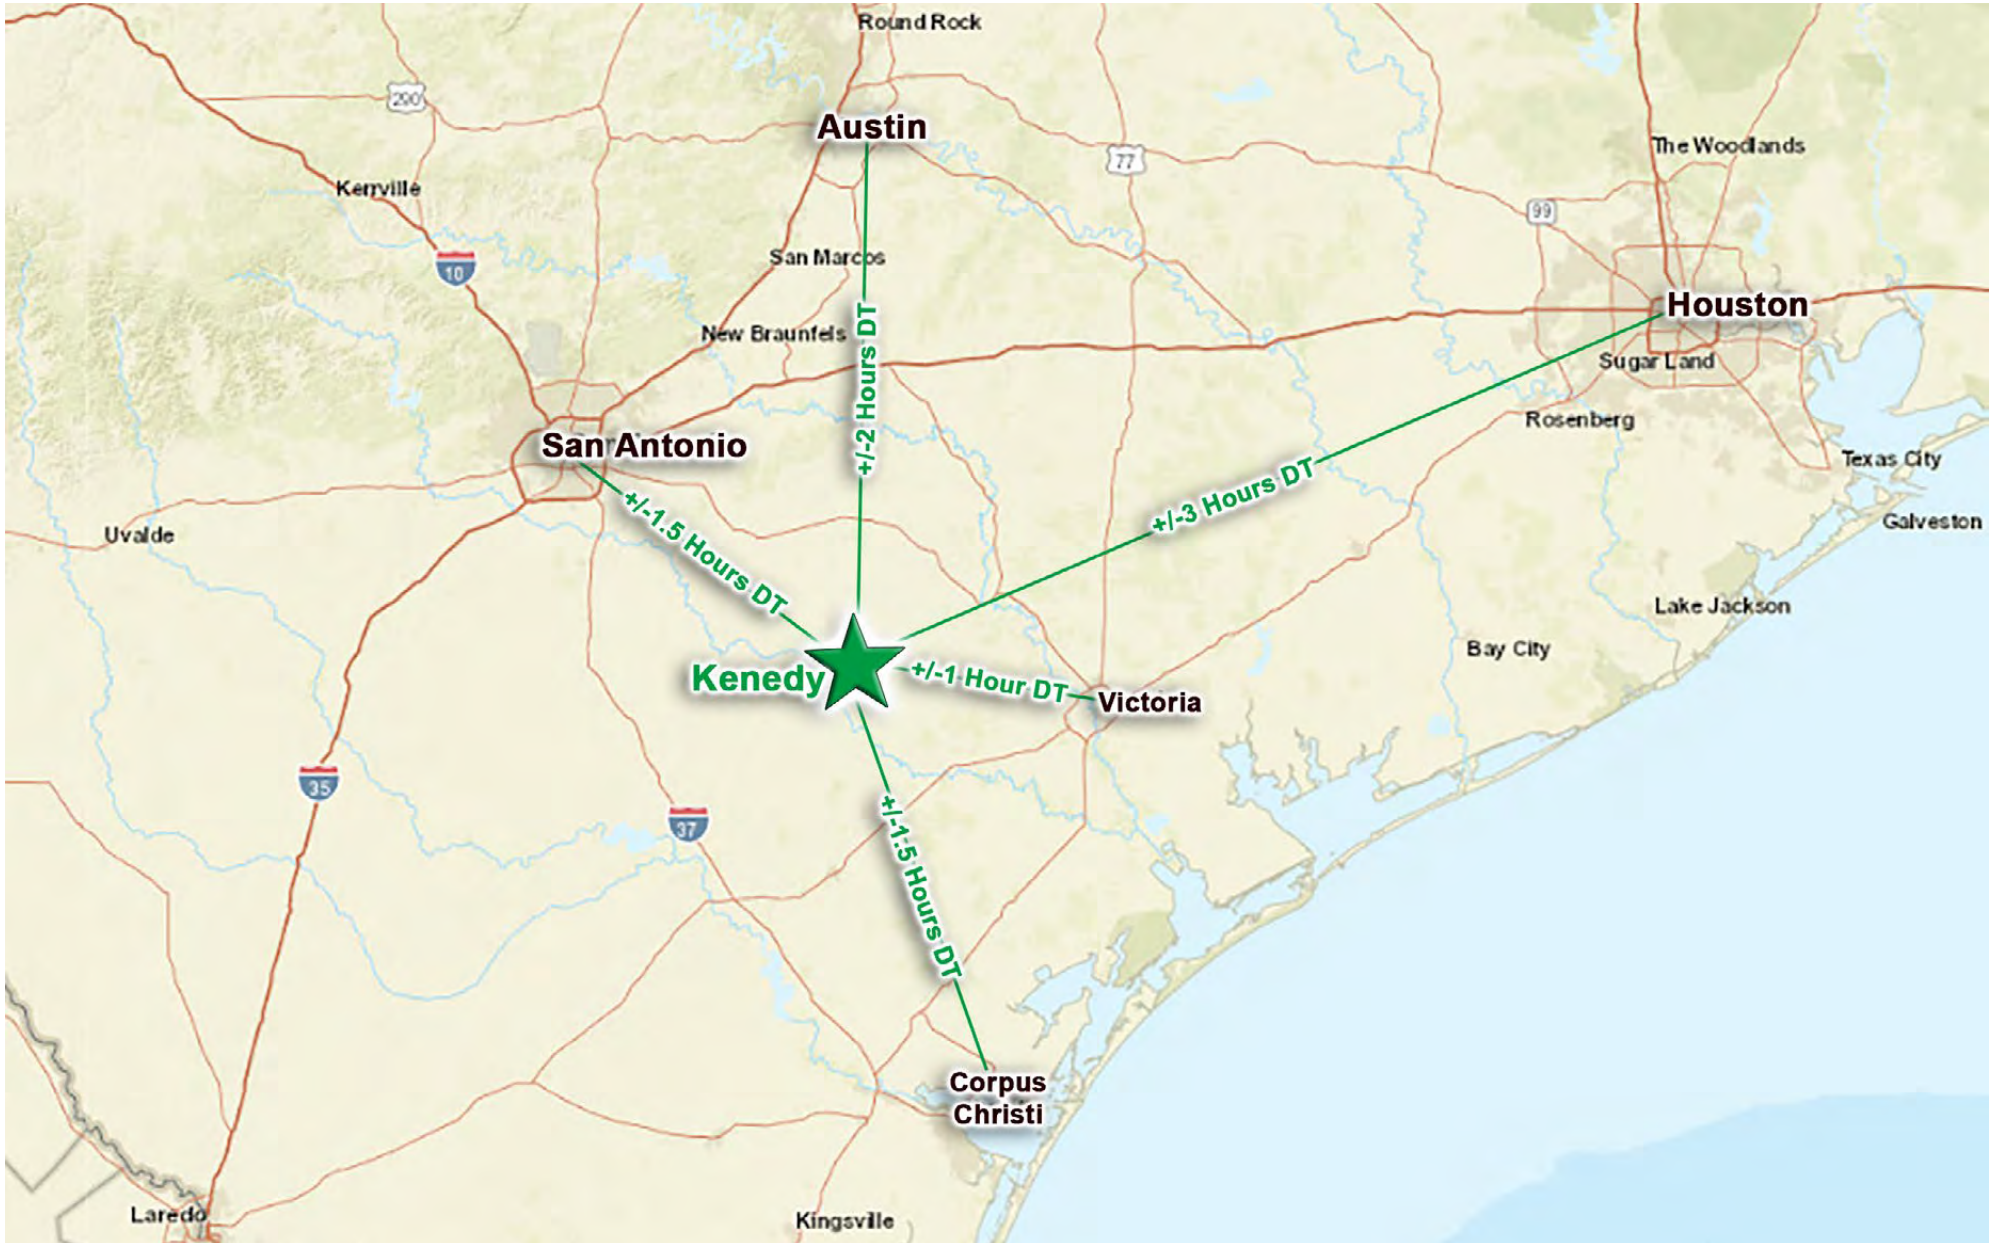 Round Rock
290
Austin
77
The Woodlands
Kerrville
99
San Marcos
10
Houston
New Braunfels
+/-2 Hours DT
Sugar Land
Rosenberg
San Antonio
Texas City
+/-3 Hours DT
Galveston
Uvalde
+/-1.5 Hours DT
Lake Jackson
Bay City
Kenedy
+/-1 Hour DT
Victoria
35
37
+/-1.5 Hours DT
Corpus
Christi
Laredo
Kingsville